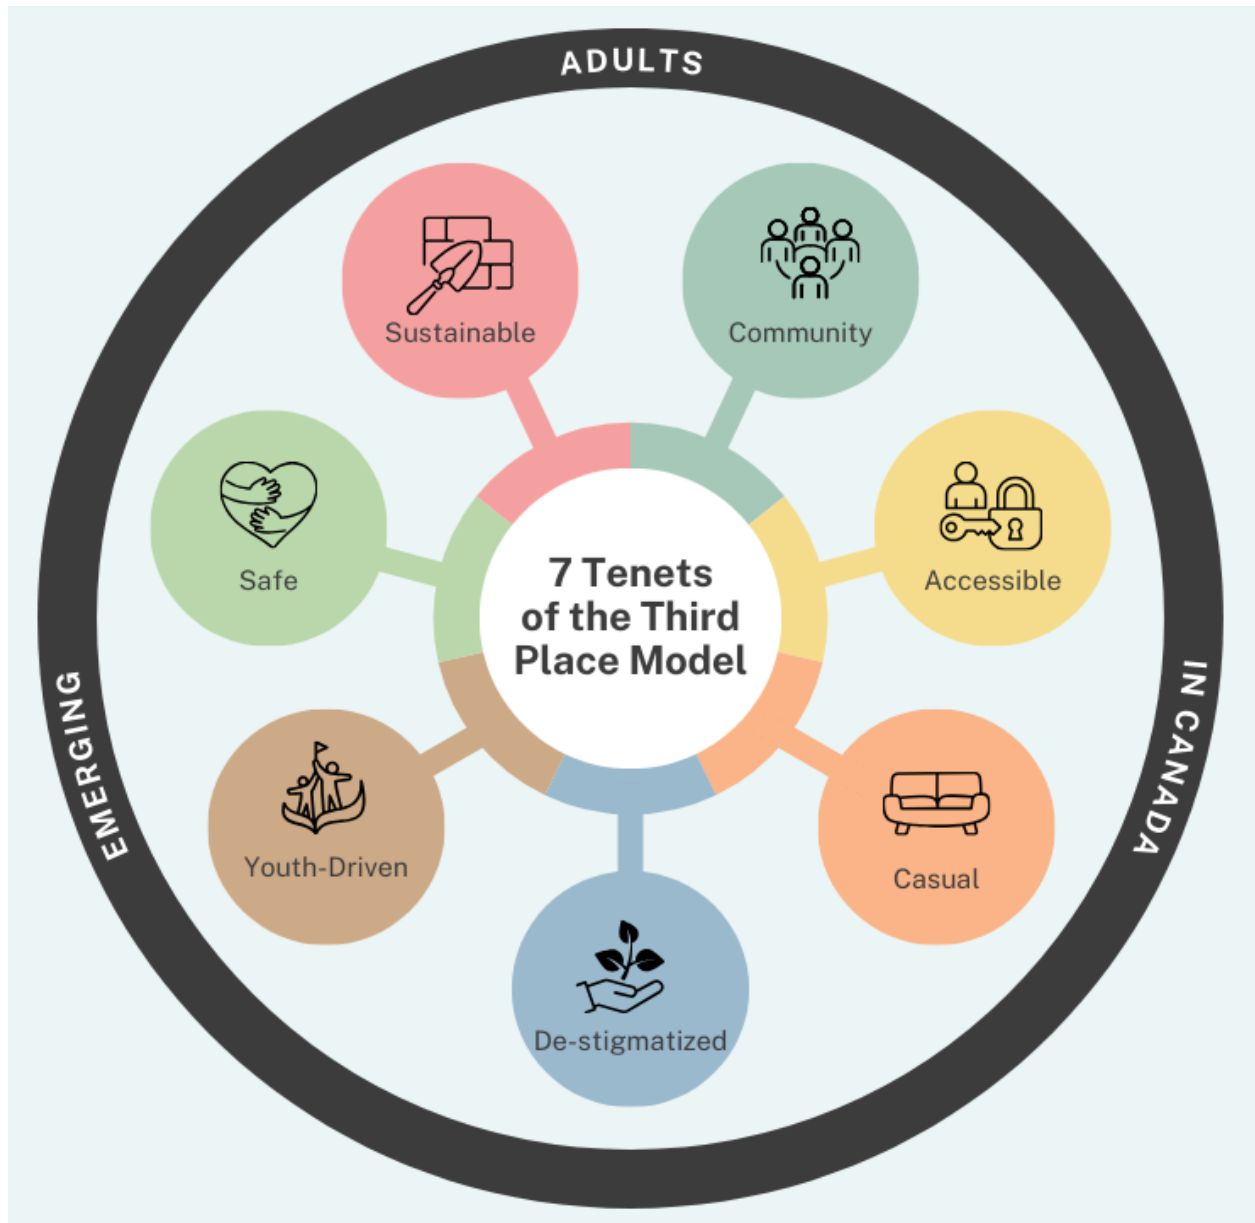 EMERGING
ADULTS
IN CANADA
7 Tenets
of the Third
Place Model
Community
Accessible
Casual
De-stigmatized
Youth-Driven
Safe
Sustainable